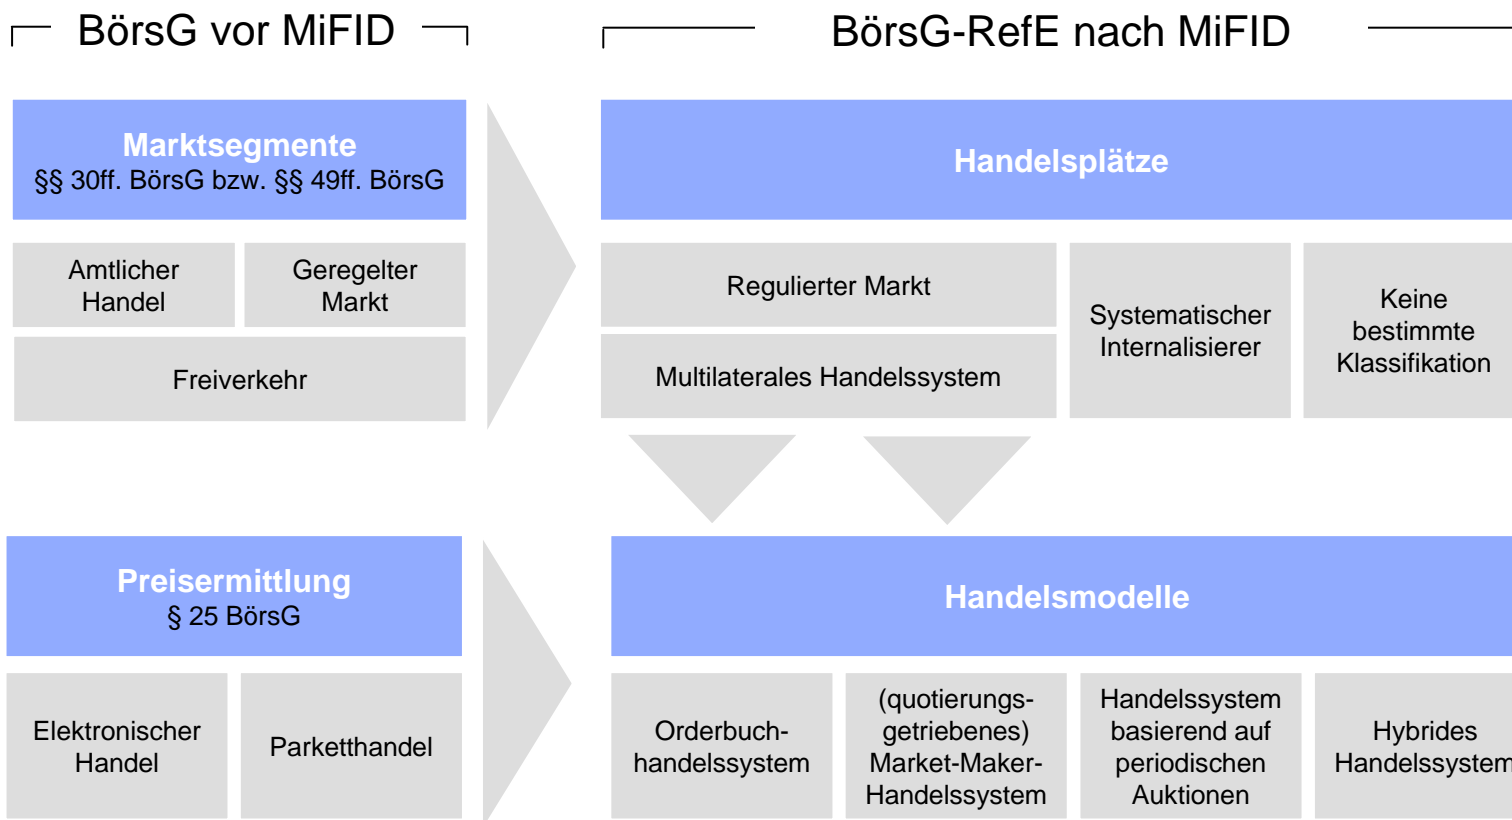 BörsG vor MiFID
BörsG-RefE nach MiFID
Marktsegmente
§§ 30ff. BörsG bzw. §§ 49ff. BörsG
Handelsplätze
Amtlicher
Handel
Geregelter
Markt
Freiverkehr
Regulierter Markt
Multilaterales Handelssystem
Systematischer
Internalisierer
Keine
bestimmte
Klassifikation
Preisermittlung
§ 25 BörsG
Handelsmodelle
Elektronischer
Handel
Parketthandel
Orderbuch-
handelssystem
(quotierungs-
getriebenes)
Market-Maker-
Handelssystem
Handelssystem
basierend auf
periodischen
Auktionen
Hybrides
Handelssystem